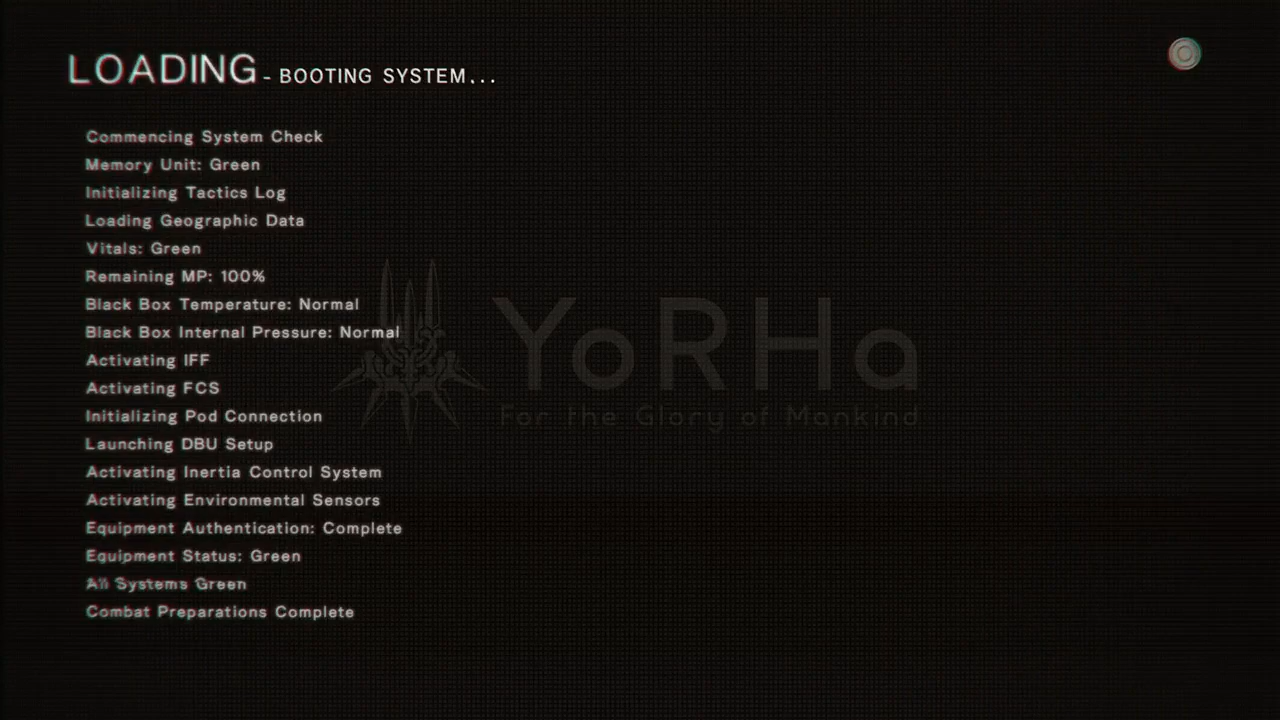 LOADING - BOOTING SYSTEM...
Commencing System Check
Memory Unit: Green
Initializing Tactics Log
Loading Geographic Data
Vitals: Green
Remaining MP: 100%
Black Box Temperature: Normal
Black Box Internal Pressure: Normal
Activating IFF
Activating FCS
Initializing Pod Connection
Launching DBU Setup
Activating Inertia Control System
Activating Environmental Sensors
Equipment Authentication: Complete
Equipment Status: Green
All Systems Green
Combat Preparations Complete
YoRHa
For the Glory of Mankind